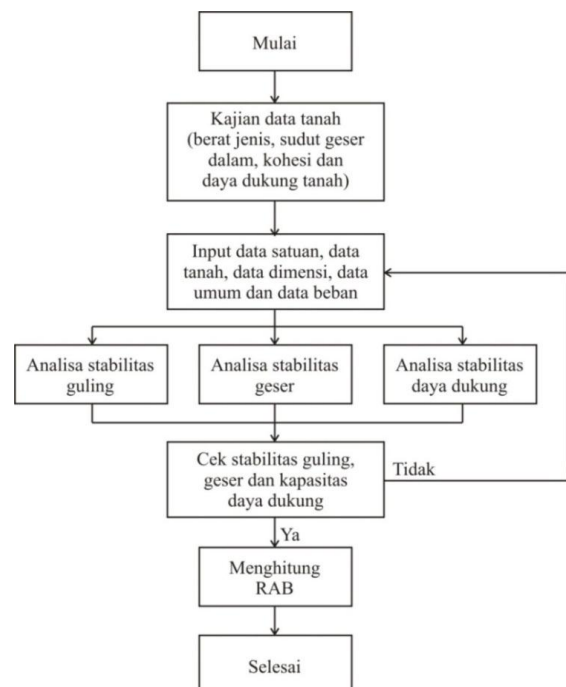 Mulai
Kajian data tanah
(berat jenis, sudut geser
dalam, kohesi dan
daya dukung tanah)
Input data satuan, data
tanah, data dimensi, data
umum dan data beban
Analisa stabilitas
guling
Analisa stabilitas
geser
Analisa stabilitas
daya dukung
Cek stabilitas guling,
geser dan kapasitas
daya dukung
Tidak
Ya
Menghitung
RAB
Selesai